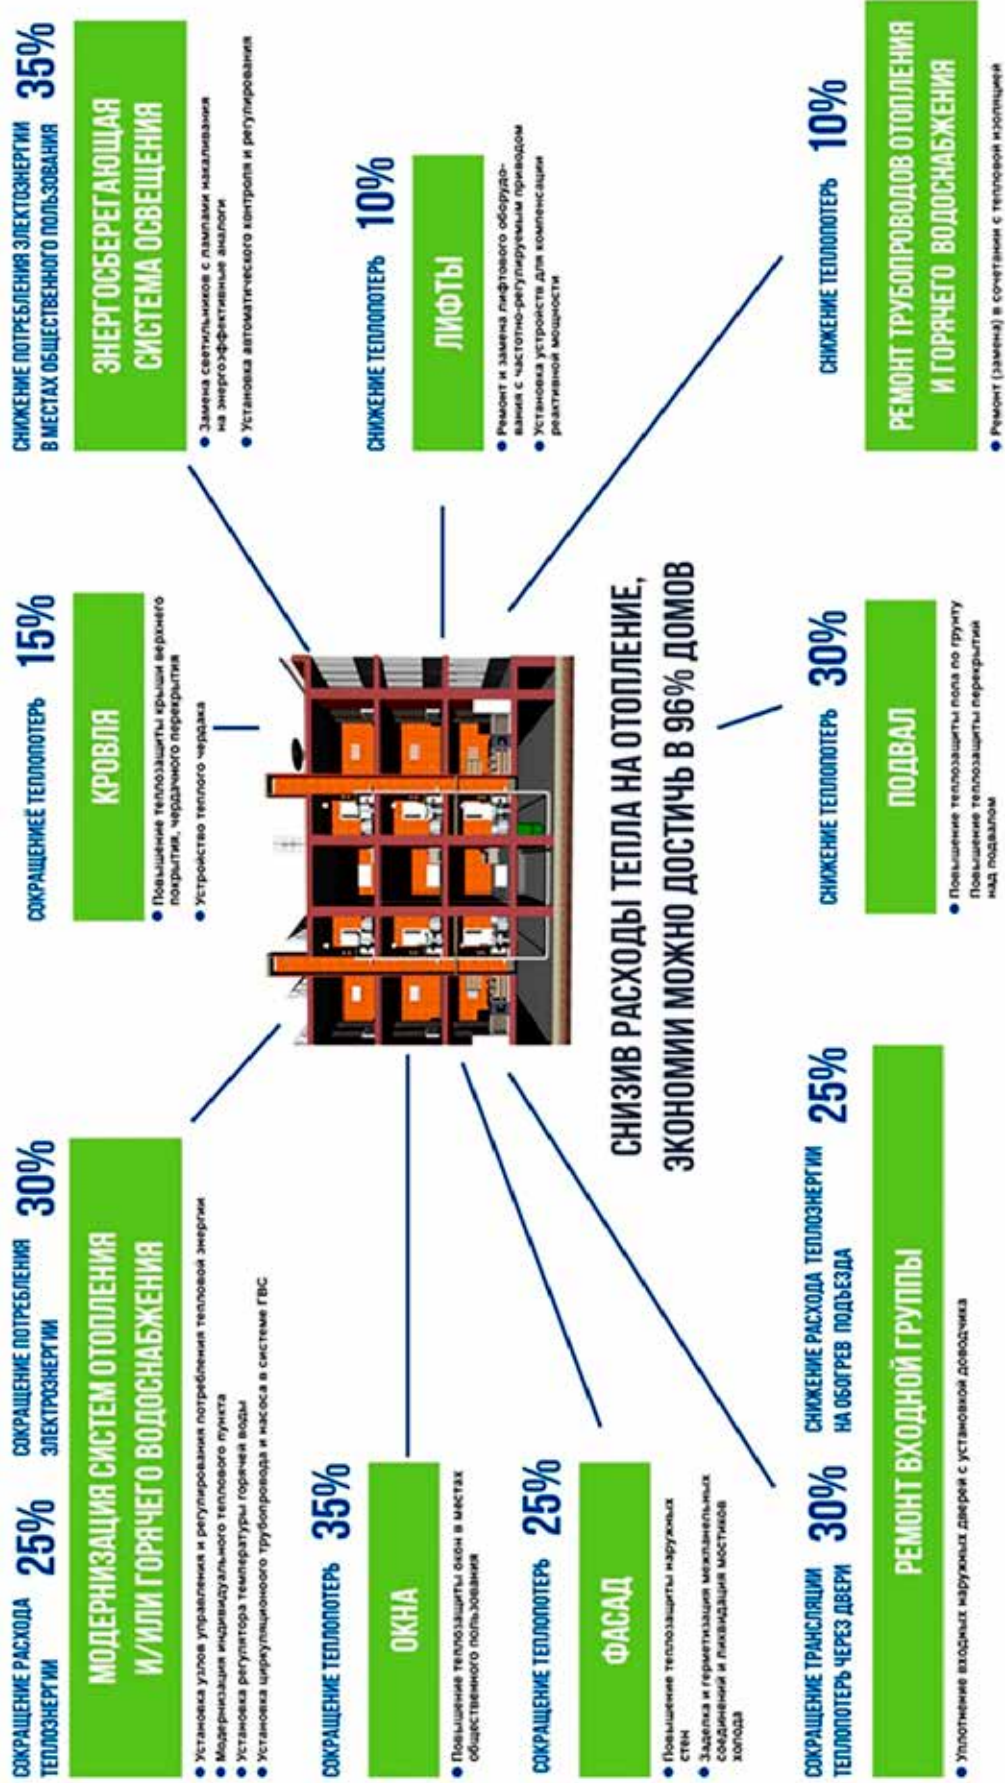 СОКРАЩЕНИЕ РАСХОДА
ТЕПЛОЭНЕРГИИ
25%
СОКРАЩЕНИЕ ПОТРЕБЛЕНИЯ
ЭЛЕКТРОЭНЕРГИИ
30%
МОДЕРНИЗАЦИЯ СИСТЕМ ОТОПЛЕНИЯ
И/ИЛИ ГОРЯЧЕГО ВОДОСНАБЖЕНИЯ
• Установка узлов управления и регулирования потребления тепловой энергии
• Модернизация индивидуального теплового пункта
• Установка регулятора температуры горячей воды
• Установка циркуляционного трубопровода и насоса в системе ГВС
СОКРАЩЕНИЕЁ ТЕПЛОПОТЕРЬ
15%
КРОВЛЯ
• Повышение теплозащиты крыши верхнего
покрытия, чердачного перекрытия
• Устройство теплого чердака
СНИЖЕНИЕ ПОТРЕБЛЕНИЯ ЭЛЕКТОЭНЕРГИИ
В МЕСТАХ ОБЩЕСТВЕННОГО ПОЛЬЗОВАНИЯ
35%
ЭНЕРГОСБЕРЕГАЮЩАЯ
СИСТЕМА ОСВЕЩЕНИЯ
• Замена светильников с лампами накаливания
на энергоэффективные аналоги
• Установка автоматического контроля и регулирования
СОКРАЩЕНИЕ ТЕПЛОПОТЕРЬ
35%
ОКНА
• Повышение теплозащиты окон в местах
общественного пользования
СНИЖЕНИЕ ТЕПЛОПОТЕРЬ
10%
ЛИФТЫ
• Ремонт и замена лифтового оборудо-
вания с частотно-регулируемым приводом
• Установка устройств для компенсации
реактивной мощности
СОКРАЩЕНИЕ ТЕПЛОПОТЕРЬ
25%
ФАСАД
• Повышение теплозащиты наружных
стен
• Заделка и герметизация межпанельных
соединений и ликвидация мостиков
холода
СНИЗИВ РАСХОДЫ ТЕПЛА НА ОТОПЛЕНИЕ,
ЭКОНОМИИ МОЖНО ДОСТИЧЬ В 96% ДОМОВ
СОКРАЩЕНИЕ ТРАНСЛЯЦИИ
ТЕПЛОПОТЕРЬ ЧЕРЕЗ ДВЕРИ
30%
СНИЖЕНИЕ РАСХОДА ТЕПЛОЭНЕРГИИ
НА ОБОГРЕВ ПОДЪЕЗДА
25%
РЕМОНТ ВХОДНОЙ ГРУППЫ
• Уплотнение входных наружных дверей с установкой доводчика
СНИЖЕНИЕ ТЕПЛОПОТЕРЬ
30%
ПОДВАЛ
• Повышение теплозащиты пола по грунту
Повышение теплозащиты перекрытий
над подвалом
СНИЖЕНИЕ ТЕПЛОПОТЕРЬ
10%
РЕМОНТ ТРУБОПРОВОДОВ ОТОПЛЕНИЯ
И ГОРЯЧЕГО ВОДОСНАБЖЕНИЯ
• Ремонт (замена) в сочетании с тепловой изоляцией